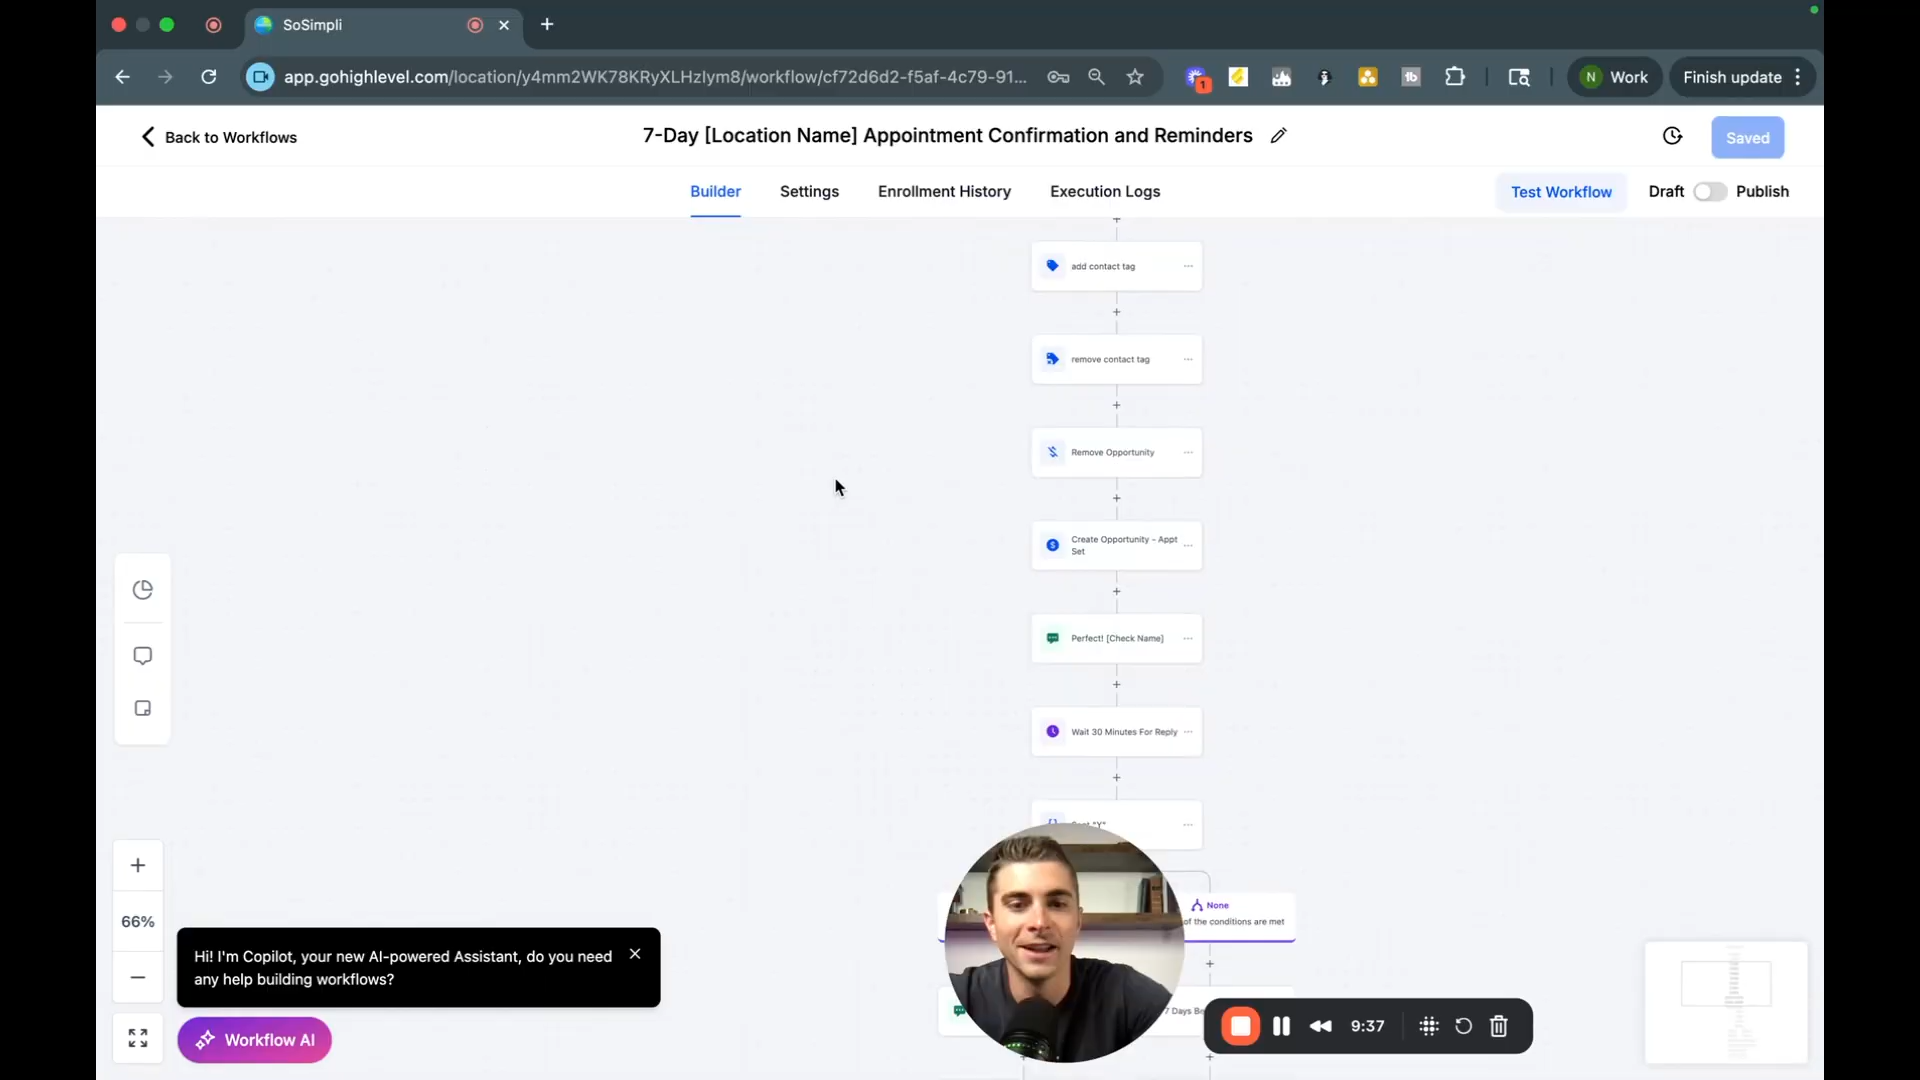 SoSimpli
app.gohighlevel.com/location/y4mm2WK78KRyXLHzIym8/workflow/cf72d6d2-f5af-4c79-91...
1
N Work
Finish update
Back to Workflows
7-Day [Location Name] Appointment Confirmation and Reminders
Saved
Builder
Settings
Enrollment History
Execution Logs
Test Workflow
Draft
Publish
add contact tag
remove contact tag
Remove Opportunity
Create Opportunity - Appt
Set
Perfect! [Check Name]
Wait 30 Minutes For Reply
"Y"
None
of the conditions are met
7 Days
66%
Hi! I'm Copilot, your new AI-powered Assistant, do you need
any help building workflows?
Workflow AI
9:37